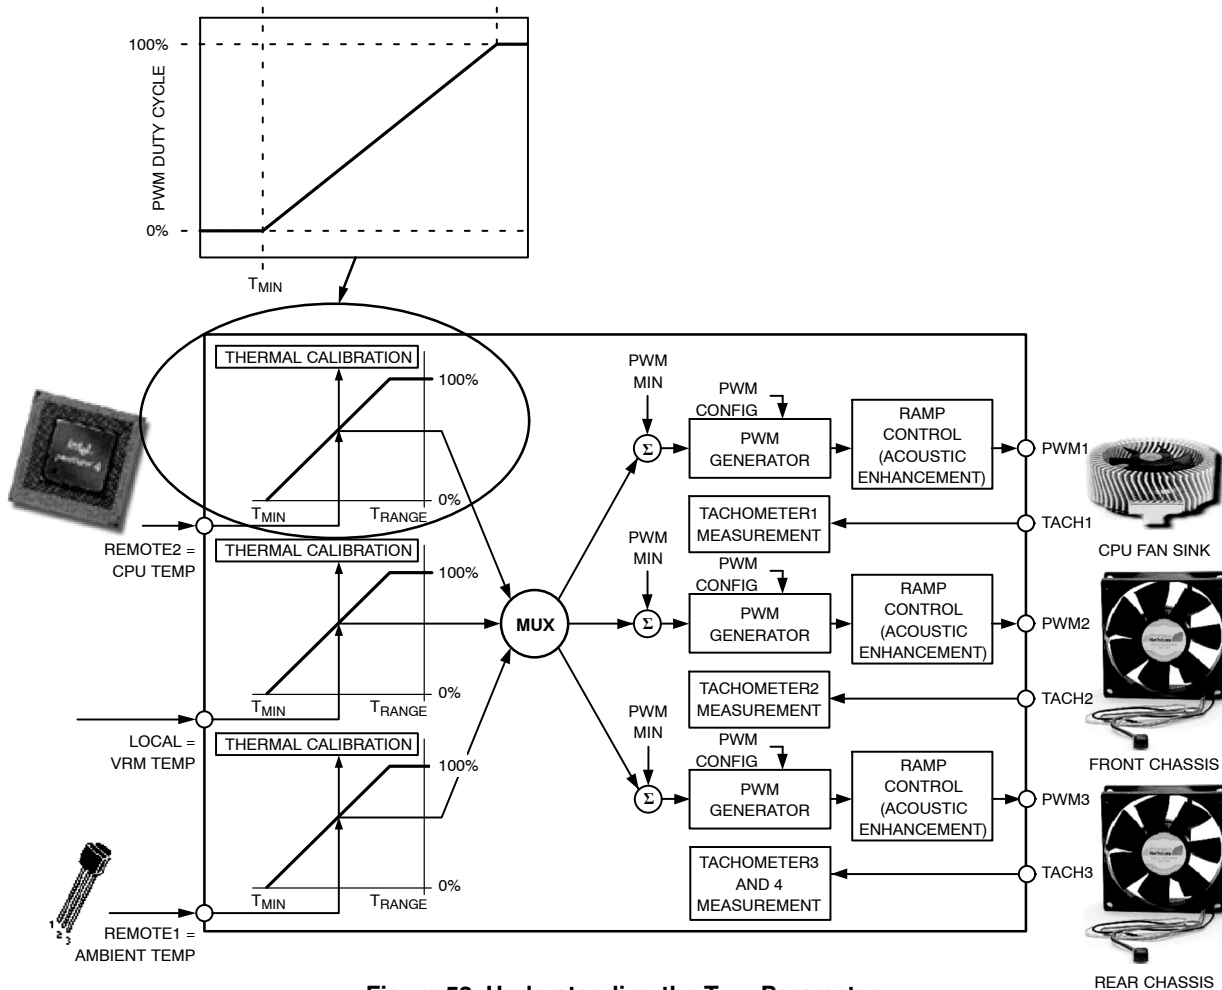 100%
PWM DUTY CYCLE
0%
TMIN
THERMAL CALIBRATION
100%
0%
TMIN
TRANGE
REMOTE2 =
CPU TEMP
THERMAL CALIBRATION
100%
0%
TMIN
TRANGE
LOCAL =
VRM TEMP
THERMAL CALIBRATION
100%
0%
TMIN
TRANGE
REMOTE1 =
AMBIENT TEMP
1
2
3
MUX
PWM
MIN
Σ
PWM
CONFIG
PWM
GENERATOR
RAMP
CONTROL
(ACOUSTIC
ENHANCEMENT)
PWM1
TACHOMETER1
MEASUREMENT
TACH1
CPU FAN SINK
PWM
MIN
Σ
PWM
CONFIG
PWM
GENERATOR
RAMP
CONTROL
(ACOUSTIC
ENHANCEMENT)
PWM2
TACHOMETER2
MEASUREMENT
TACH2
FRONT CHASSIS
PWM
MIN
Σ
PWM
CONFIG
PWM
GENERATOR
RAMP
CONTROL
(ACOUSTIC
ENHANCEMENT)
PWM3
TACHOMETER3
AND 4
MEASUREMENT
TACH3
REAR CHASSIS